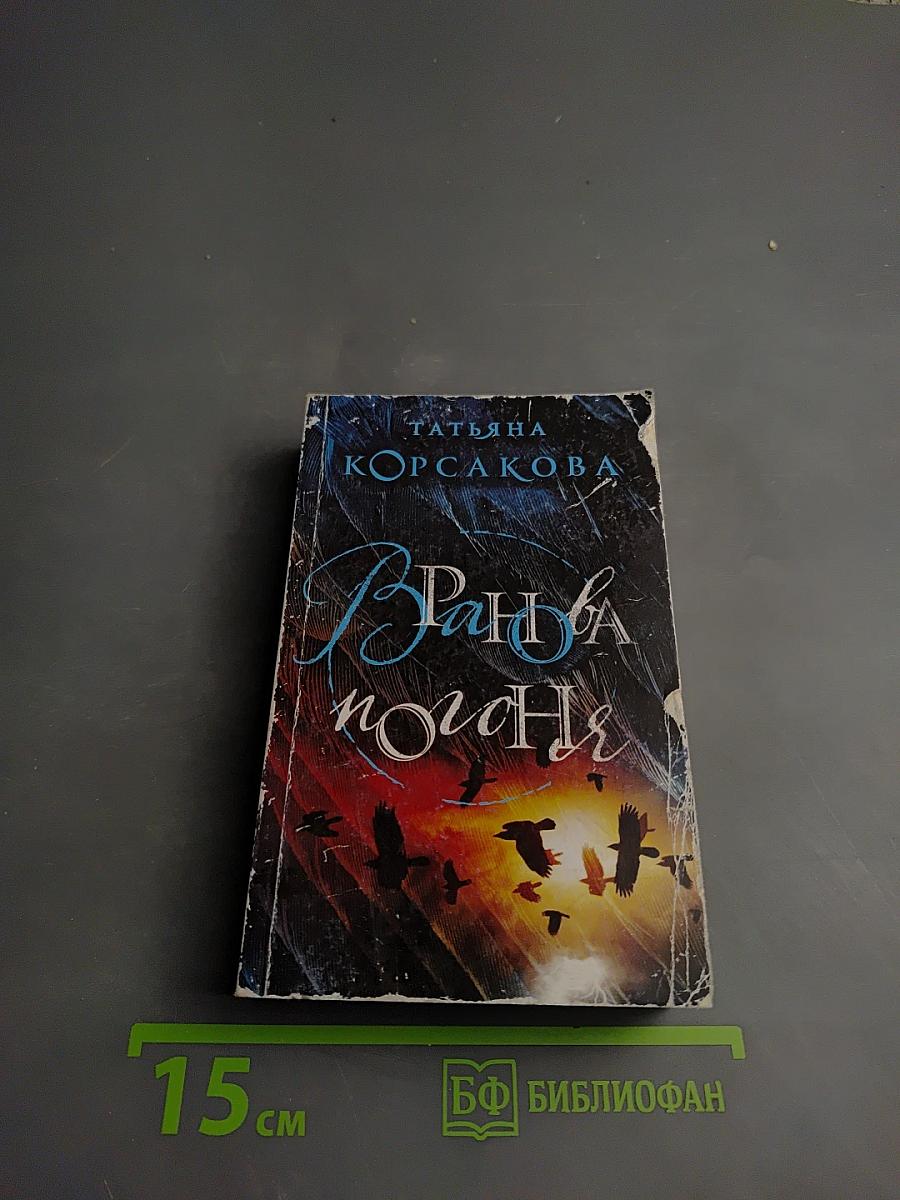 ТАТЬЯНА
КОРСАКОВА
ВРАНОВА
ПОГОНЯ
15 см
БФ БИБЛИОФАН